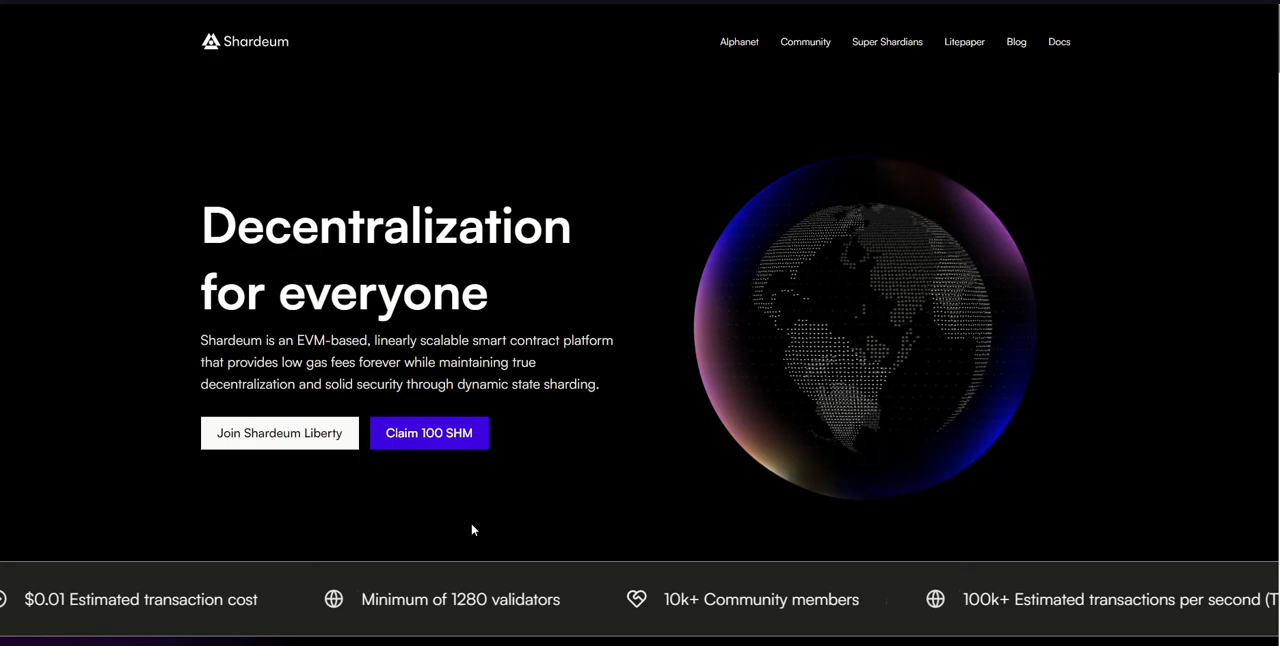 Shardeum
Alphanet Community Super Shardians Litepaper Blog Docs
Decentralization
for everyone
Shardeum is an EVM-based, linearly scalable smart contract platform
that provides low gas fees forever while maintaining true
decentralization and solid security through dynamic state sharding.
Join Shardeum Liberty Claim 100 SHM
$0.01 Estimated transaction cost Minimum of 1280 validators 10k+ Community members 100k+ Estimated transactions per second (T